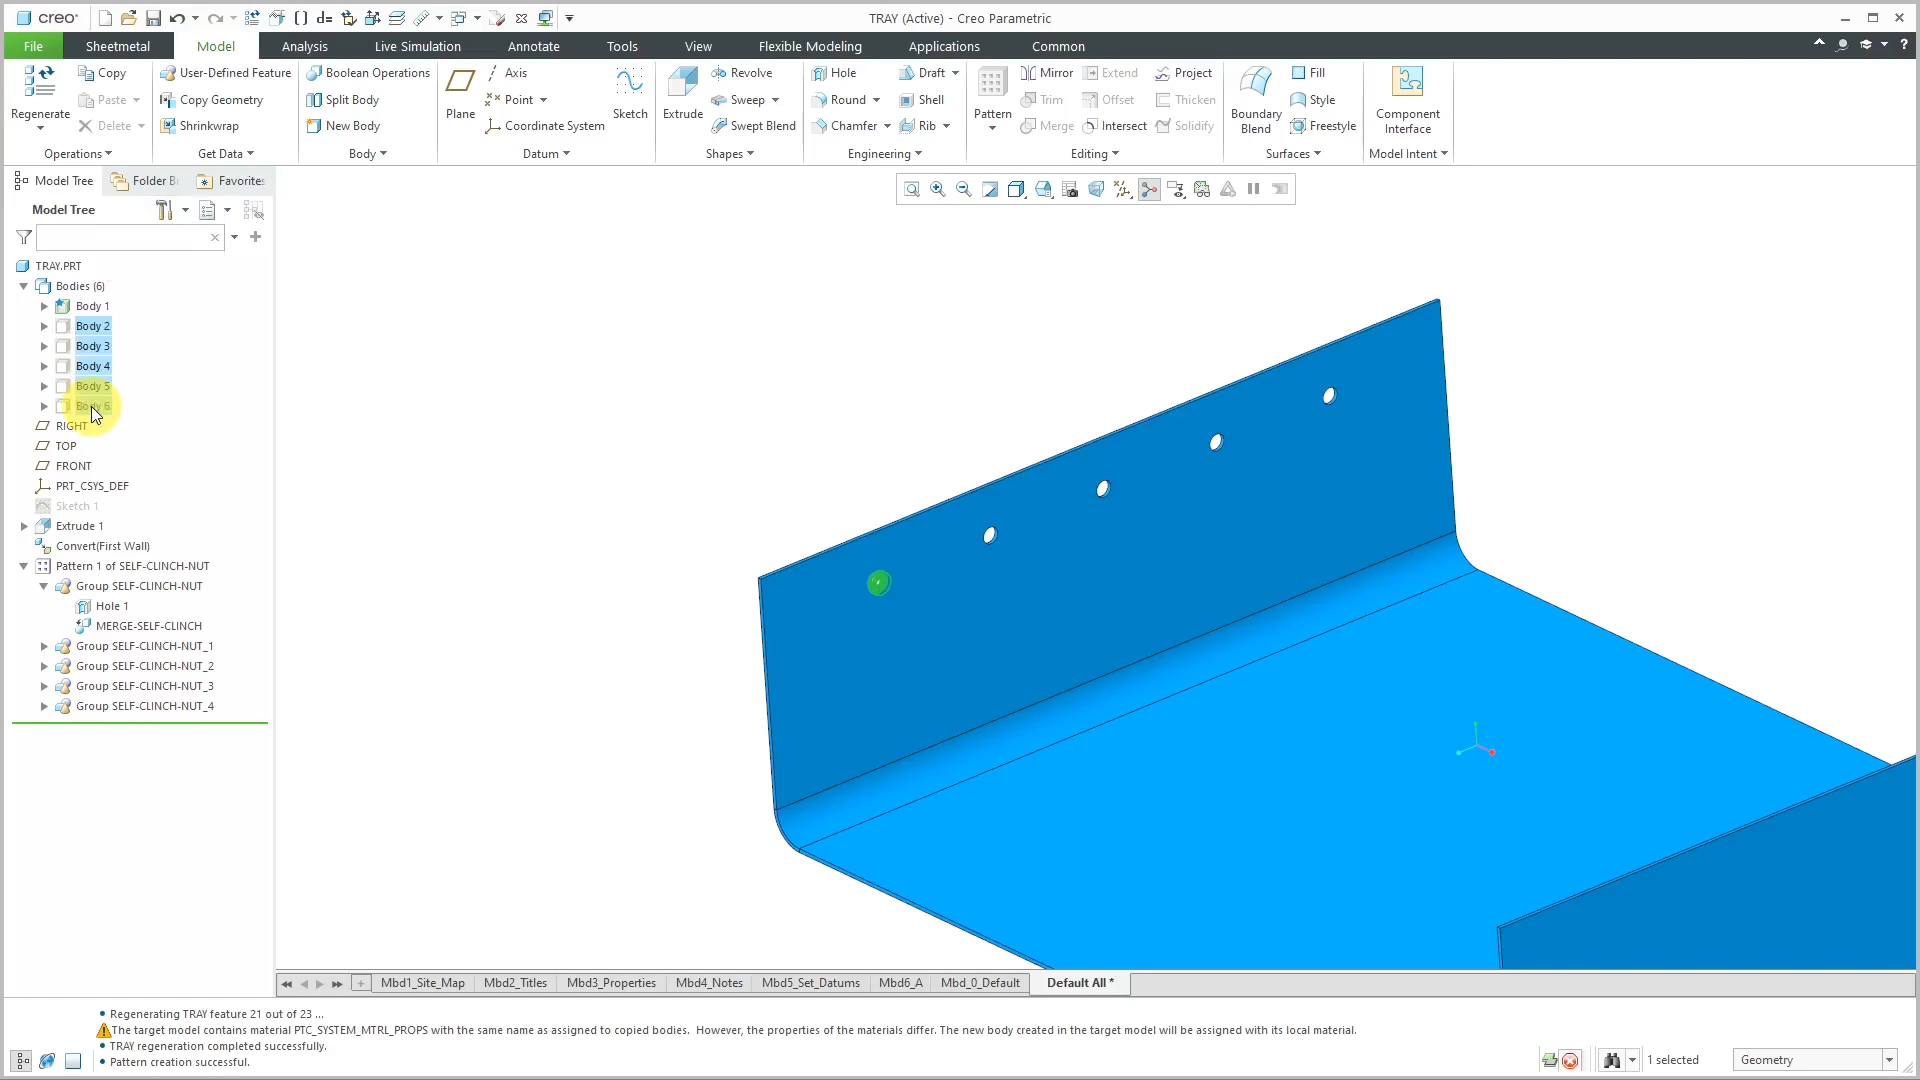 creo
TRAY (Active) - Creo Parametric
File Sheetmetal Model Analysis Live Simulation Annotate Tools View Flexible Modeling Applications Common
Regenerate
Copy
Paste
Delete
Operations
User-Defined Feature
Copy Geometry
Shrinkwrap
Get Data
Boolean Operations
Split Body
New Body
Body
Plane
Axis
Point
Coordinate System
Sketch
Datum
Extrude
Revolve
Sweep
Swept Blend
Shapes
Hole
Draft
Round
Shell
Chamfer
Rib
Engineering
Pattern
Mirror
Extend
Project
Trim
Offset
Thicken
Merge
Intersect
Solidify
Editing
Boundary
Blend
Fill
Style
Freestyle
Surfaces
Component
Interface
Model Intent
Model Tree
Folder Br
Favorites
Model Tree
TRAY.PRT
Bodies (6)
Body 1
Body 2
Body 3
Body 4
Body 5
Body 6
RIGHT
TOP
FRONT
PRT_CSYS_DEF
Sketch 1
Extrude 1
Convert(First Wall)
Pattern 1 of SELF-CLINCH-NUT
Group SELF-CLINCH-NUT
Hole 1
MERGE-SELF-CLINCH
Group SELF-CLINCH-NUT_1
Group SELF-CLINCH-NUT_2
Group SELF-CLINCH-NUT_3
Group SELF-CLINCH-NUT_4
Mbd1_Site_Map Mbd2_Titles Mbd3_Properties Mbd4_Notes Mbd5_Set_Datums Mbd6_A Mbd_0_Default Default All *
• Regenerating TRAY feature 21 out of 23 ...
The target model contains material PTC_SYSTEM_MTRL_PROPS with the same name as assigned to copied bodies. However, the properties of the materials differ. The new body created in the target model will be assigned with its local material.
• TRAY regeneration completed successfully.
• Pattern creation successful.
1 selected
Geometry